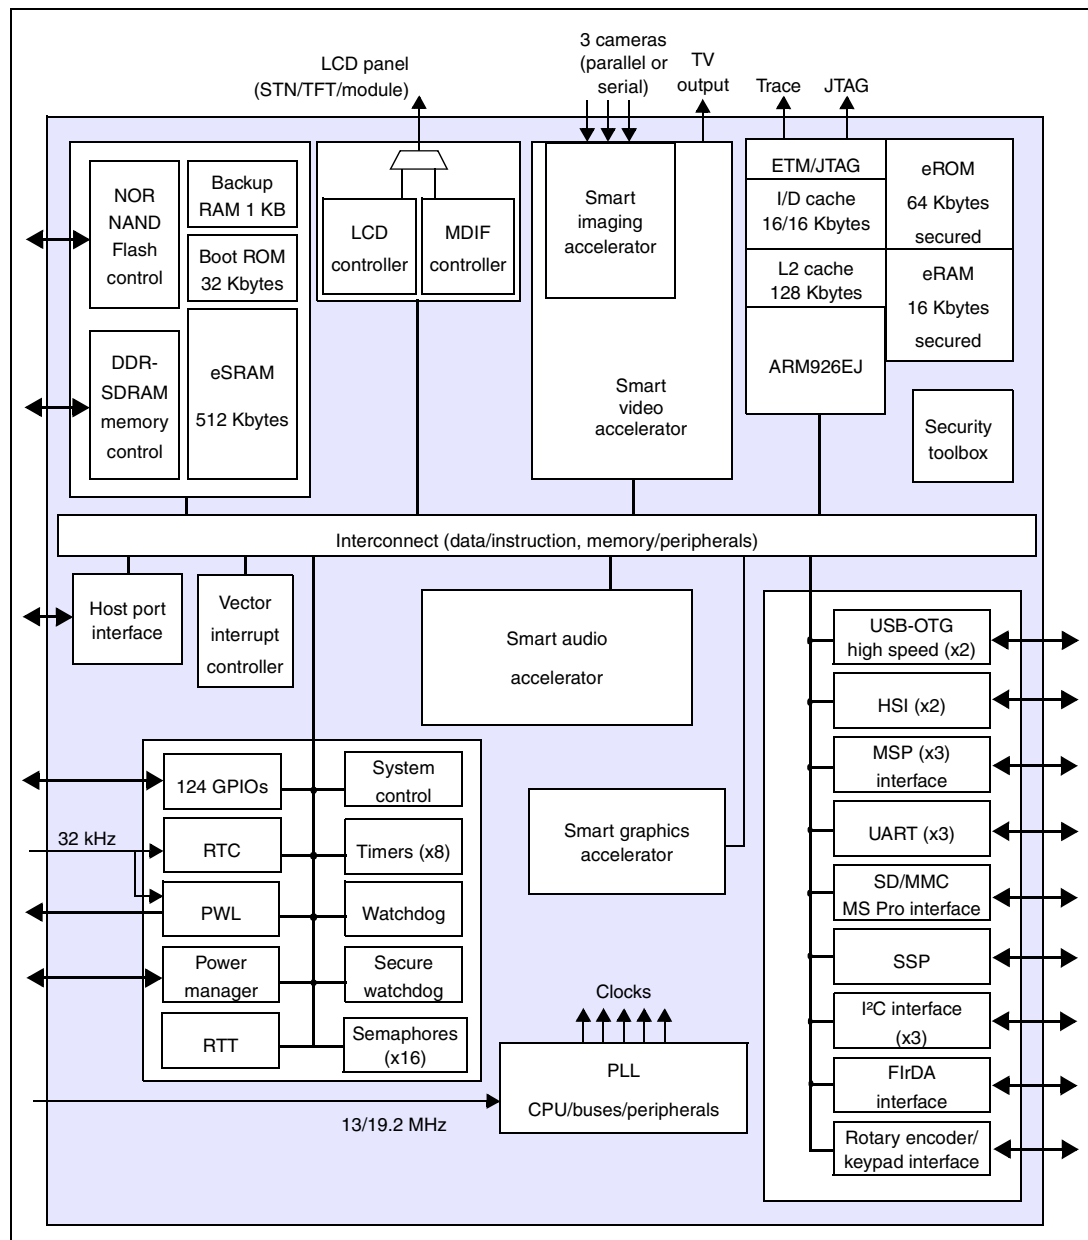 3 cameras
(parallel or
serial)
LCD panel
(STN/TFT/module)
TV
output
Trace
JTAG
NOR
NAND
Flash
control
Backup
RAM 1 KB
Boot ROM
32 Kbytes
DDR-
SDRAM
memory
control
eSRAM
512 Kbytes
LCD
controller
MDIF
controller
Smart
imaging
accelerator
Smart
video
accelerator
ETM/JTAG
I/D cache
16/16 Kbytes
L2 cache
128 Kbytes
ARM926EJ
eROM
64 Kbytes
secured
eRAM
16 Kbytes
secured
Security
toolbox
Interconnect (data/instruction, memory/peripherals)
Host port
interface
Vector
interrupt
controller
Smart audio
accelerator
Smart graphics
accelerator
124 GPIOs
System
control
32 kHz
RTC
Timers (x8)
PWL
Watchdog
Power
manager
Secure
watchdog
RTT
Semaphores
(x16)
Clocks
PLL
CPU/buses/peripherals
13/19.2 MHz
USB-OTG
high speed (x2)
HSI (x2)
MSP (x3)
interface
UART (x3)
SD/MMC
MS Pro interface
SSP
I²C interface
(x3)
FIrDA
interface
Rotary encoder/
keypad interface